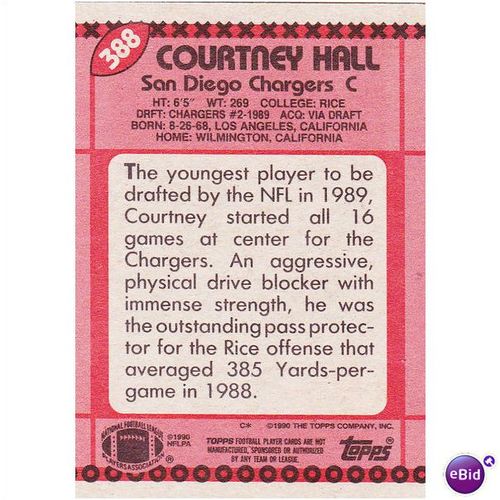 388
COURTNEY HALL
San Diego Chargers C
HT: 6'5" WT: 269 COLLEGE: RICE
DRFT: CHARGERS #2-1989 ACQ: VIA DRAFT
BORN: 8-26-68, LOS ANGELES, CALIFORNIA
HOME: WILMINGTON, CALIFORNIA
The youngest player to be
drafted by the NFL in 1989,
Courtney started all 16
games at center for the
Chargers. An aggressive,
physical drive blocker with
immense strength, he was
the outstanding pass protec-
tor for the Rice offense that
averaged 385 Yards-per-
game in 1988.
C* ©1990 THE TOPPS COMPANY, INC.
NATIONAL FOOTBALL LEAGUE
PLAYERS ASSOCIATION
©1990
NFLPA
TOPPS FOOTBALL PLAYER CARDS ARE NOT
MANUFACTURED, SPONSORED OR AUTHORIZED
BY ANY TEAM OR LEAGUE.
topps
eBid